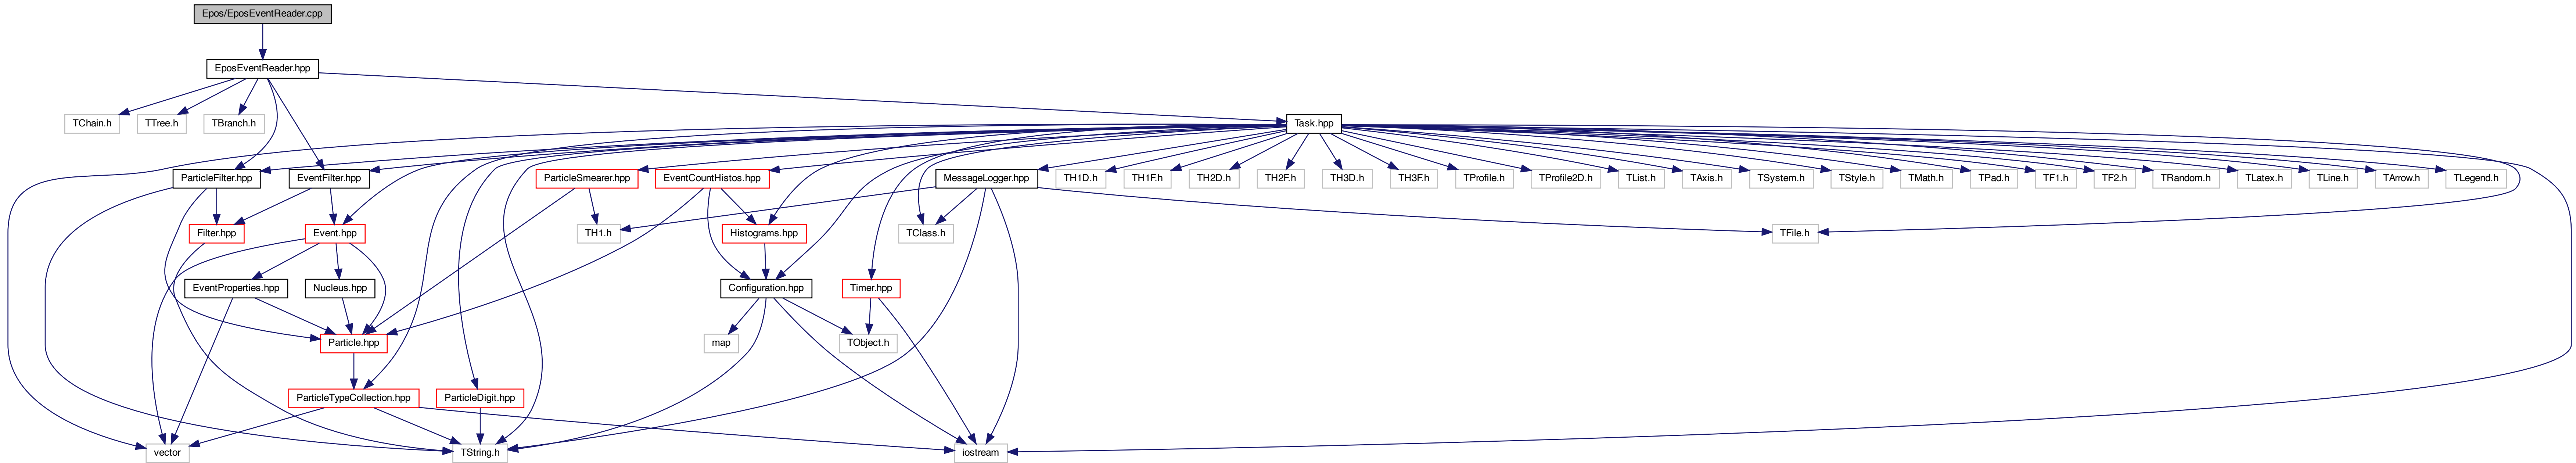 Epos/EposEventReader.cpp
EposEventReader.hpp
TChain.h
TTree.h
TBranch.h
Task.hpp
ParticleFilter.hpp
EventFilter.hpp
ParticleSmearer.hpp
EventCountHistos.hpp
MessageLogger.hpp
TH1D.h
TH1F.h
TH2D.h
TH2F.h
TH3D.h
TH3F.h
TProfile.h
TProfile2D.h
TList.h
TAxis.h
TSystem.h
TStyle.h
TMath.h
TPad.h
TF1.h
TF2.h
TRandom.h
TLatex.h
TLine.h
TArrow.h
TLegend.h
Filter.hpp
Event.hpp
TH1.h
Histograms.hpp
TClass.h
TFile.h
EventProperties.hpp
Nucleus.hpp
Configuration.hpp
Timer.hpp
Particle.hpp
map
TObject.h
ParticleTypeCollection.hpp
ParticleDigit.hpp
vector
TString.h
iostream